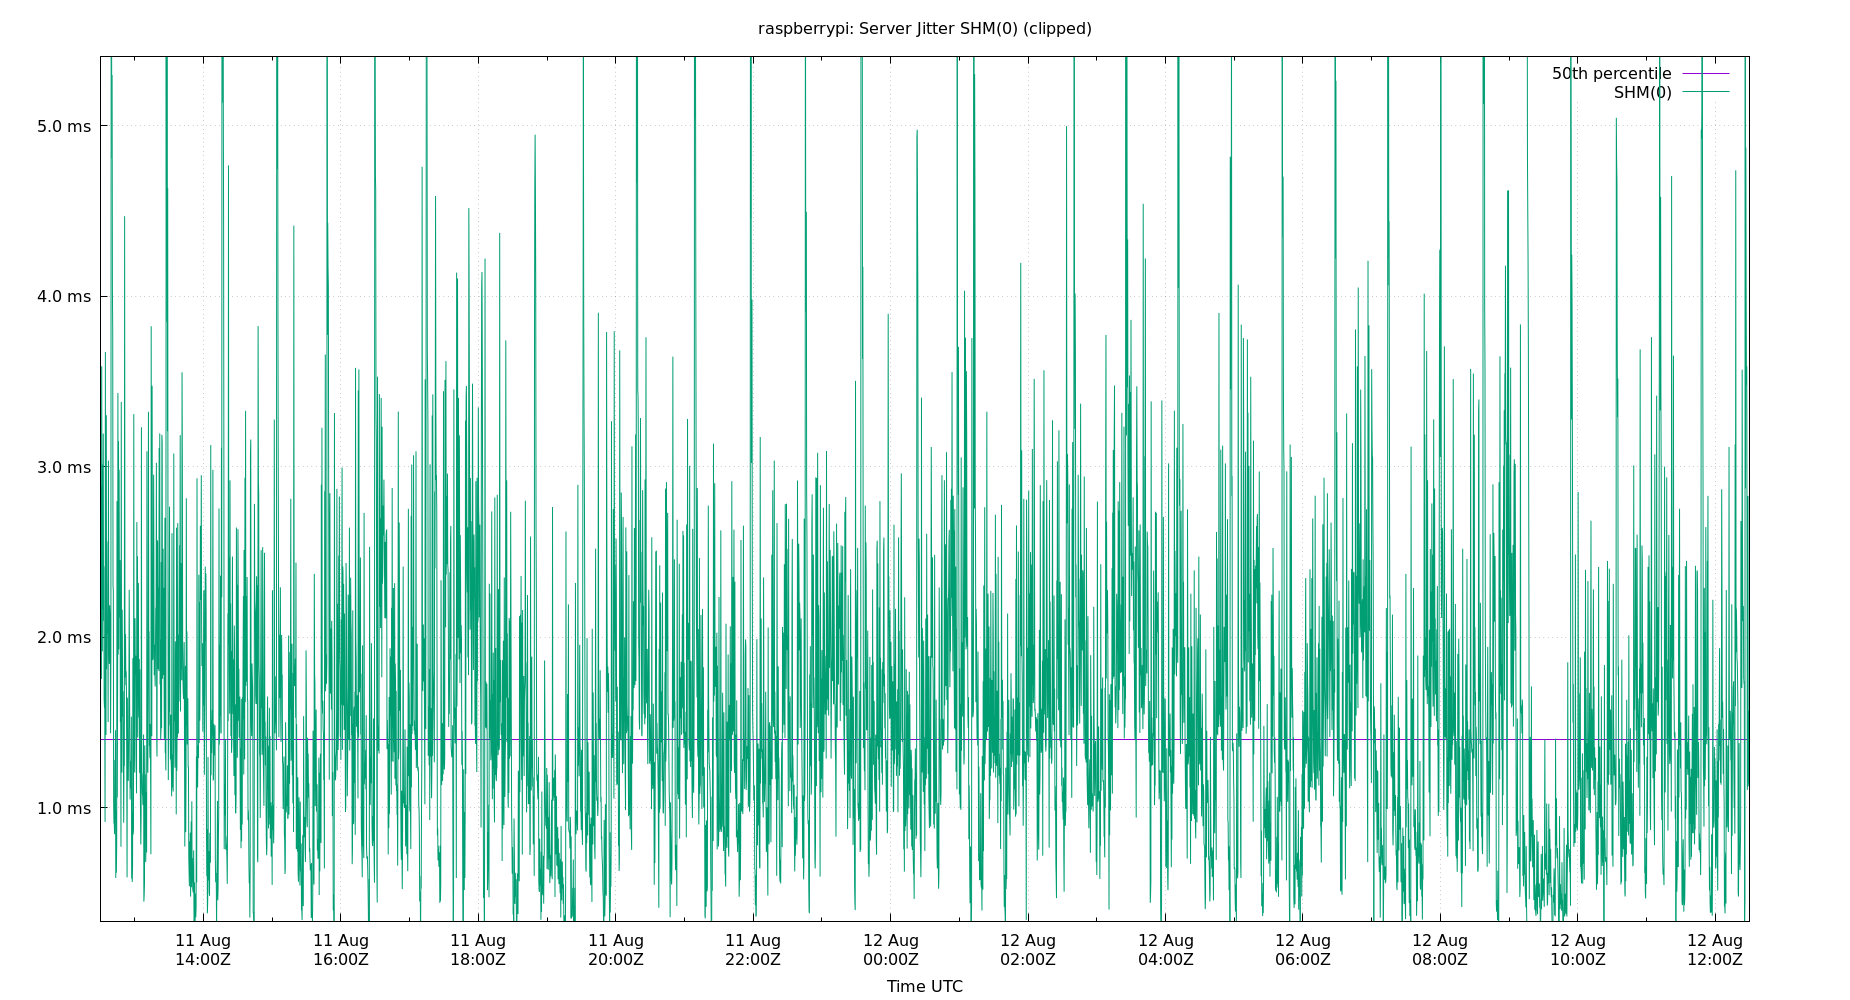 raspberrypi: Server Jitter SHM(0) (clipped)
50th percentile
SHM(0)
5.0 ms
4.0 ms
3.0 ms
2.0 ms
1.0 ms
11 Aug 11 Aug 11 Aug 11 Aug 11 Aug 12 Aug 12 Aug 12 Aug 12 Aug 12 Aug 12 Aug 12 Aug
14:00Z 16:00Z 18:00Z 20:00Z 22:00Z 00:00Z 02:00Z 04:00Z 06:00Z 08:00Z 10:00Z 12:00Z
Time UTC